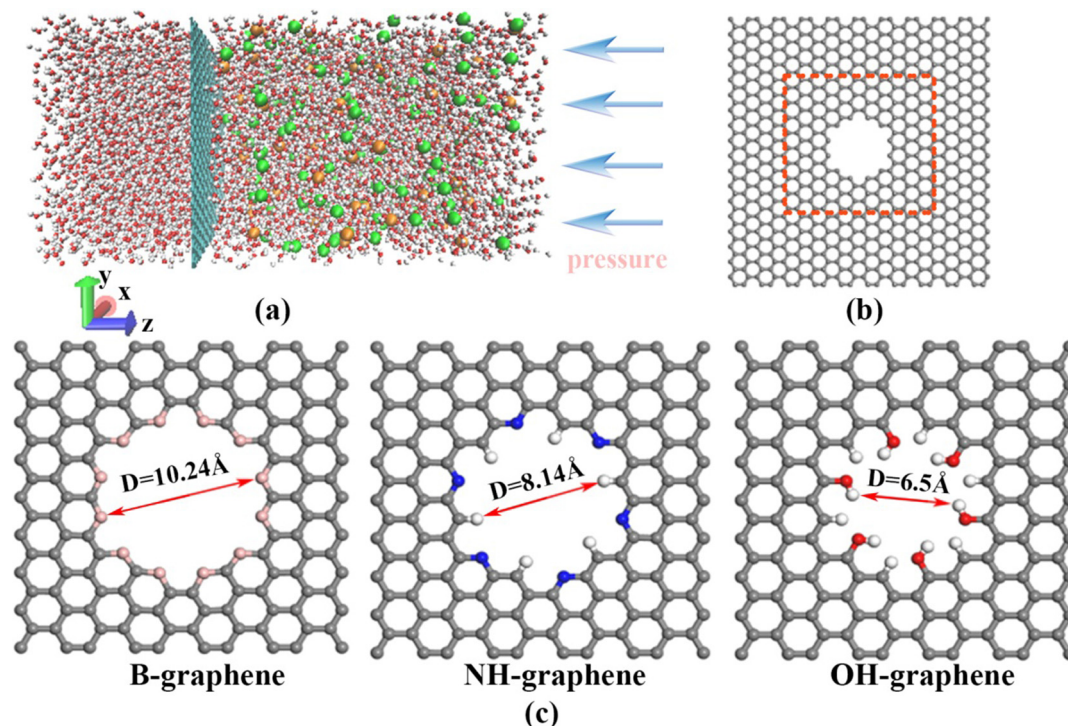 (a)
pressure
y
x
z
(b)
D=10.24Å
B-graphene
D=8.14Å
NH-graphene
D=6.5Å
OH-graphene
(c)